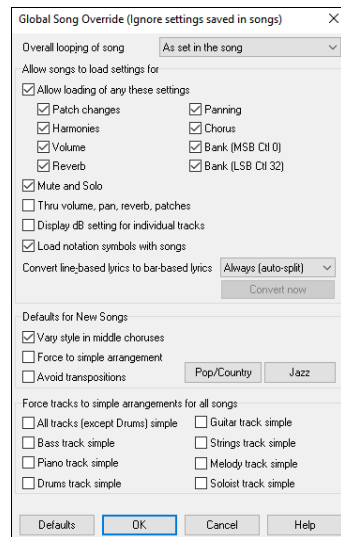 Global Song Override (Ignore settings saved in songs)
Overall looping of song As set in the song
Allow songs to load settings for
Allow loading of any these settings
Patch changes Panning
Harmonies Chorus
Volume Bank (MSB Ctl 0)
Reverb Bank (LSB Ctl 32)
Mute and Solo
Thru volume, pan, reverb, patches
Display dB setting for individual tracks
Load notation symbols with songs
Convert line-based lyrics to bar-based lyrics Always (auto-split)
Convert now
Defaults for New Songs
Vary style in middle choruses
Force to simple arrangement
Avoid transpositions Pop/Country Jazz
Force tracks to simple arrangements for all songs
All tracks (except Drums) simple Guitar track simple
Bass track simple Strings track simple
Piano track simple Melody track simple
Drums track simple Soloist track simple
Defaults OK Cancel Help